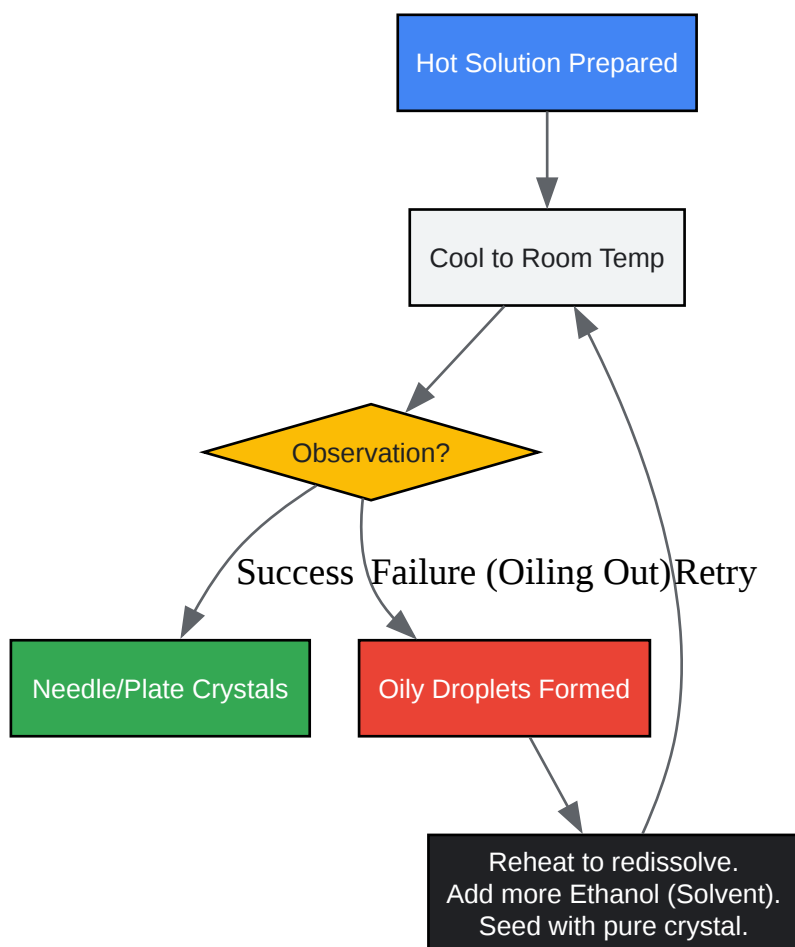 Hot Solution Prepared
Cool to Room Temp
Observation?
Success
Failure (Oiling Out)
Retry
Needle/Plate Crystals
Oily Droplets Formed
Reheat to redissolve.
Add more Ethanol (Solvent).
Seed with pure crystal.